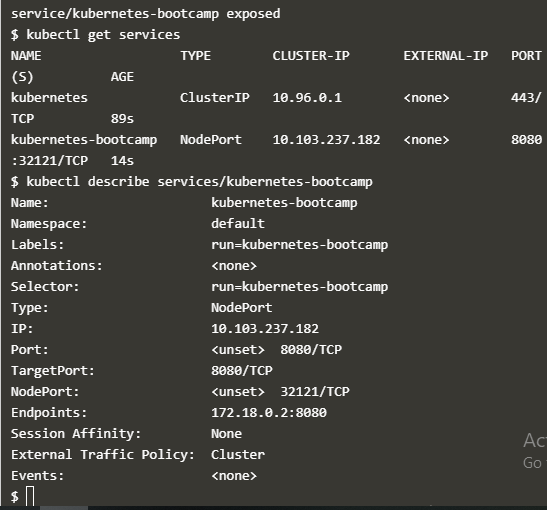 service/kubernetes-bootcamp exposed
$ kubectl get services
NAME TYPE CLUSTER-IP EXTERNAL-IP PORT
(S) AGE
kubernetes ClusterIP 10.96.0.1 <none> 443/
TCP 89s
kubernetes-bootcamp NodePort 10.103.237.182 <none> 8080
:32121/TCP 14s
$ kubectl describe services/kubernetes-bootcamp
Name: kubernetes-bootcamp
Namespace: default
Labels: run=kubernetes-bootcamp
Annotations: <none>
Selector: run=kubernetes-bootcamp
Type: NodePort
IP: 10.103.237.182
Port: <unset> 8080/TCP
TargetPort: 8080/TCP
NodePort: <unset> 32121/TCP
Endpoints: 172.18.0.2:8080
Session Affinity: None
External Traffic Policy: Cluster
Events: <none>
$
Act
Go